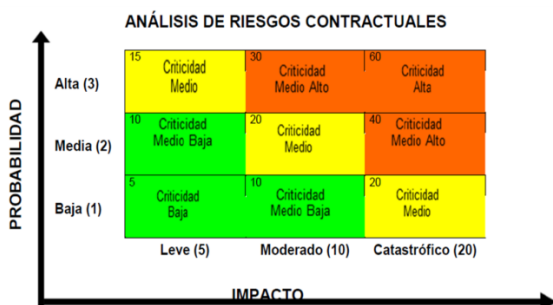 ANÁLISIS DE RIESGOS CONTRACTUALES
PROBABILIDAD
Alta (3)
15 Criticidad Medio
30 Criticidad Medio Alto
60 Criticidad Alta
Media (2)
10 Criticidad Medio Baja
20 Criticidad Medio
40 Criticidad Medio Alto
Baja (1)
5 Criticidad Baja
10 Criticidad Medio Baja
20 Criticidad Medio
Leve (5) Moderado (10) Catastrófico (20)
IMPACTO